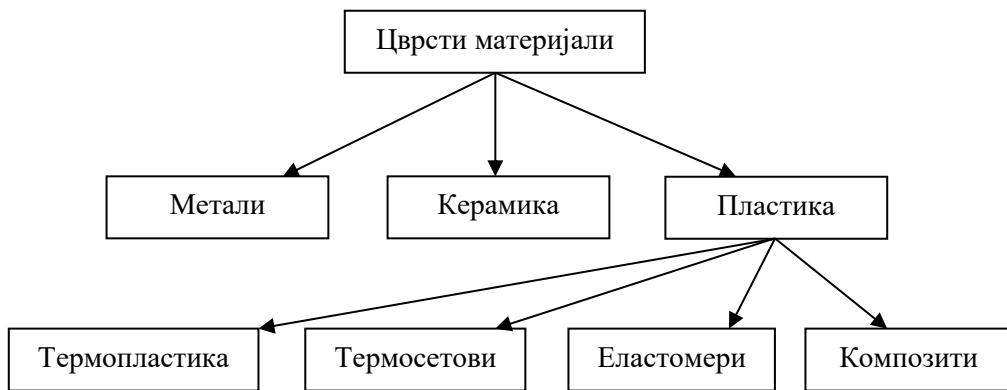 Цврсти материјали
Метали
Керамика
Пластика
Термопластика
Термосетови
Еластомери
Композити